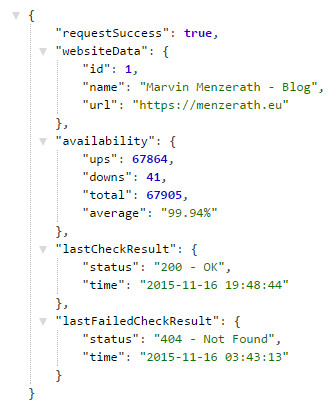 {
"requestSuccess": true,
"websiteData": {
"id": 1,
"name": "Marvin Menzerath - Blog",
"url": "https://menzerath.eu"
},
"availability": {
"ups": 67864,
"downs": 41,
"total": 67905,
"average": "99.94%"
},
"lastCheckResult": {
"status": "200 - OK",
"time": "2015-11-16 19:48:44"
},
"lastFailedCheckResult": {
"status": "404 - Not Found",
"time": "2015-11-16 03:43:13"
}
}